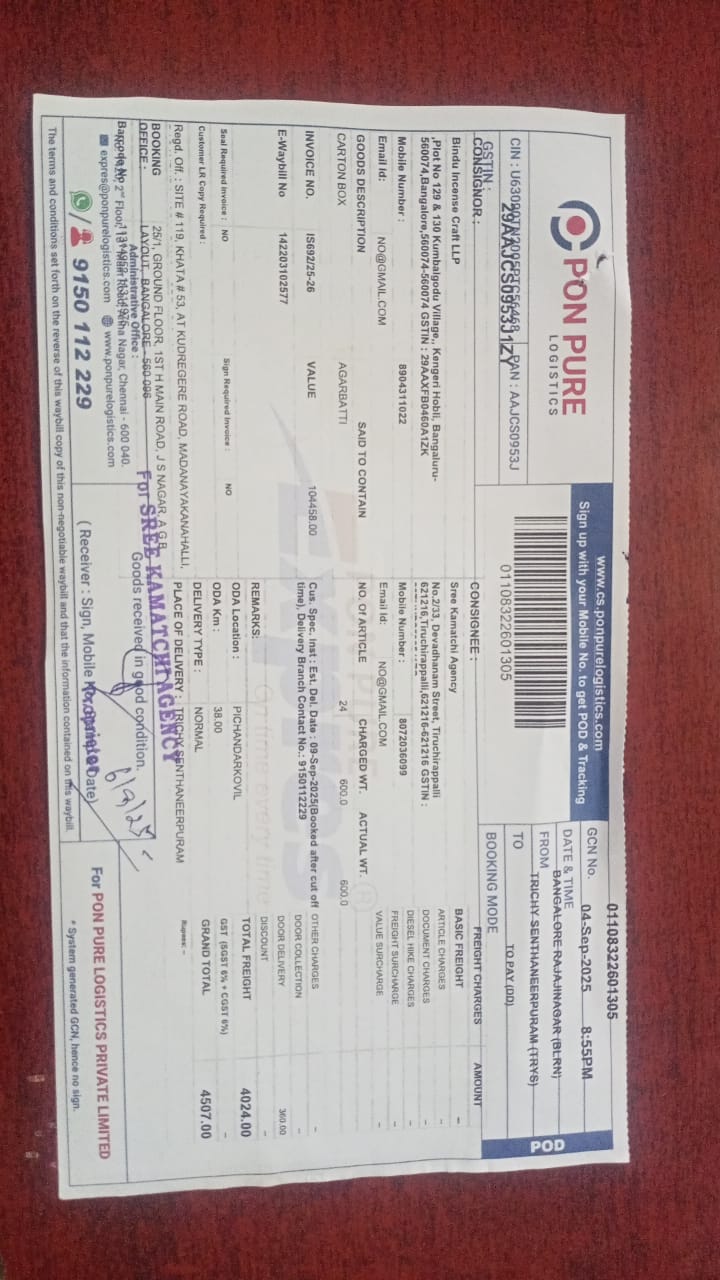 PON PURE
LOGISTICS
CIN : PAN : AAJCS0953J
GSTIN : 29AAJCS0953J1ZY
www.cs.ponpurelogistics.com
Sign up with your Mobile No. to get POD & Tracking
01108322601305
01108322601305
GCN No. 04-Sep-2025 8:55PM
DATE & TIME
FROM BANGALORE RAJAJINAGAR (BLRN)
TO TRICHY SENTHANEERPURAM (TRYS)
BOOKING MODE TO PAY (DD)
POD
CONSIGNOR :
Bindu Incense Craft LLP
,Plot No 129 & 130 Kumbalgodu Village,, Kengeri Hobli, Bangaluru-
560074,Bangalore,560074-560074 GSTIN : 29AAXFB0460A1ZK
Mobile Number : 8904311022
Email Id: NO@GMAIL.COM
CONSIGNEE :
Sree Kamatchi Agency
No.2/33, Devadhanam Street, Tiruchirappalli
621216,Tiruchirappalli,621216-621216 GSTIN :
Mobile Number : 8072036099
Email Id: NO@GMAIL.COM
GOODS DESCRIPTION SAID TO CONTAIN NO. Of ARTICLE CHARGED WT. ACTUAL WT.
CARTON BOX AGARBATTI 24 600.0 600.0
INVOICE NO. IS692/25-26 VALUE 104458.00
E-Waybill No 142203102577
Cus. Spec. Inst : Est. Del. Date : 09-Sep-2025(Booked after cut off
time), Delivery Branch Contact No.: 9150112229
REMARKS:
Seal Required Invoice : NO Sign Required Invoice : NO
Customer LR Copy Required :
ODA Location : PICHANDARKOVIL
ODA Km : 38.00
DELIVERY TYPE : NORMAL
PLACE OF DELIVERY : TRICHY SENTHANEERPURAM
FREIGHT CHARGES AMOUNT
BASIC FREIGHT -
ARTICLE CHARGES -
DOCUMENT CHARGES -
DIESEL HIKE CHARGES -
FREIGHT SURCHARGE -
VALUE SURCHARGE -
OTHER CHARGES -
DOOR COLLECTION -
DOOR DELIVERY 360.00
DISCOUNT -
TOTAL FREIGHT 4024.00
GST (SGST 6% + CGST 6%) -
GRAND TOTAL 4507.00
Rupees: -
Regd. Off. : SITE # 119, KHATA # 53, AT KUDREGERE ROAD, MADANAYAKANAHALLI,
BOOKING OFFICE : 25/1, GROUND FLOOR, 1ST H MAIN ROAD, J S NAGAR, A G B
LAYOUT, BANGALORE - 560 096
Administrative Office :
Barcode No
2nd Floor, Anna Nagar, Chennai - 600 040.
expres@ponpurelogistics.com www.ponpurelogistics.com
9150 112 229
For SREE KAMATCHI AGENCY
Goods received in good condition.
Proprietor
( Receiver : Sign, Mobile No. & Date)
For PON PURE LOGISTICS PRIVATE LIMITED
* System generated GCN, hence no sign.
The terms and conditions set forth on the reverse of this waybill copy of this non-negotiable waybill and that the information contained on this waybill.